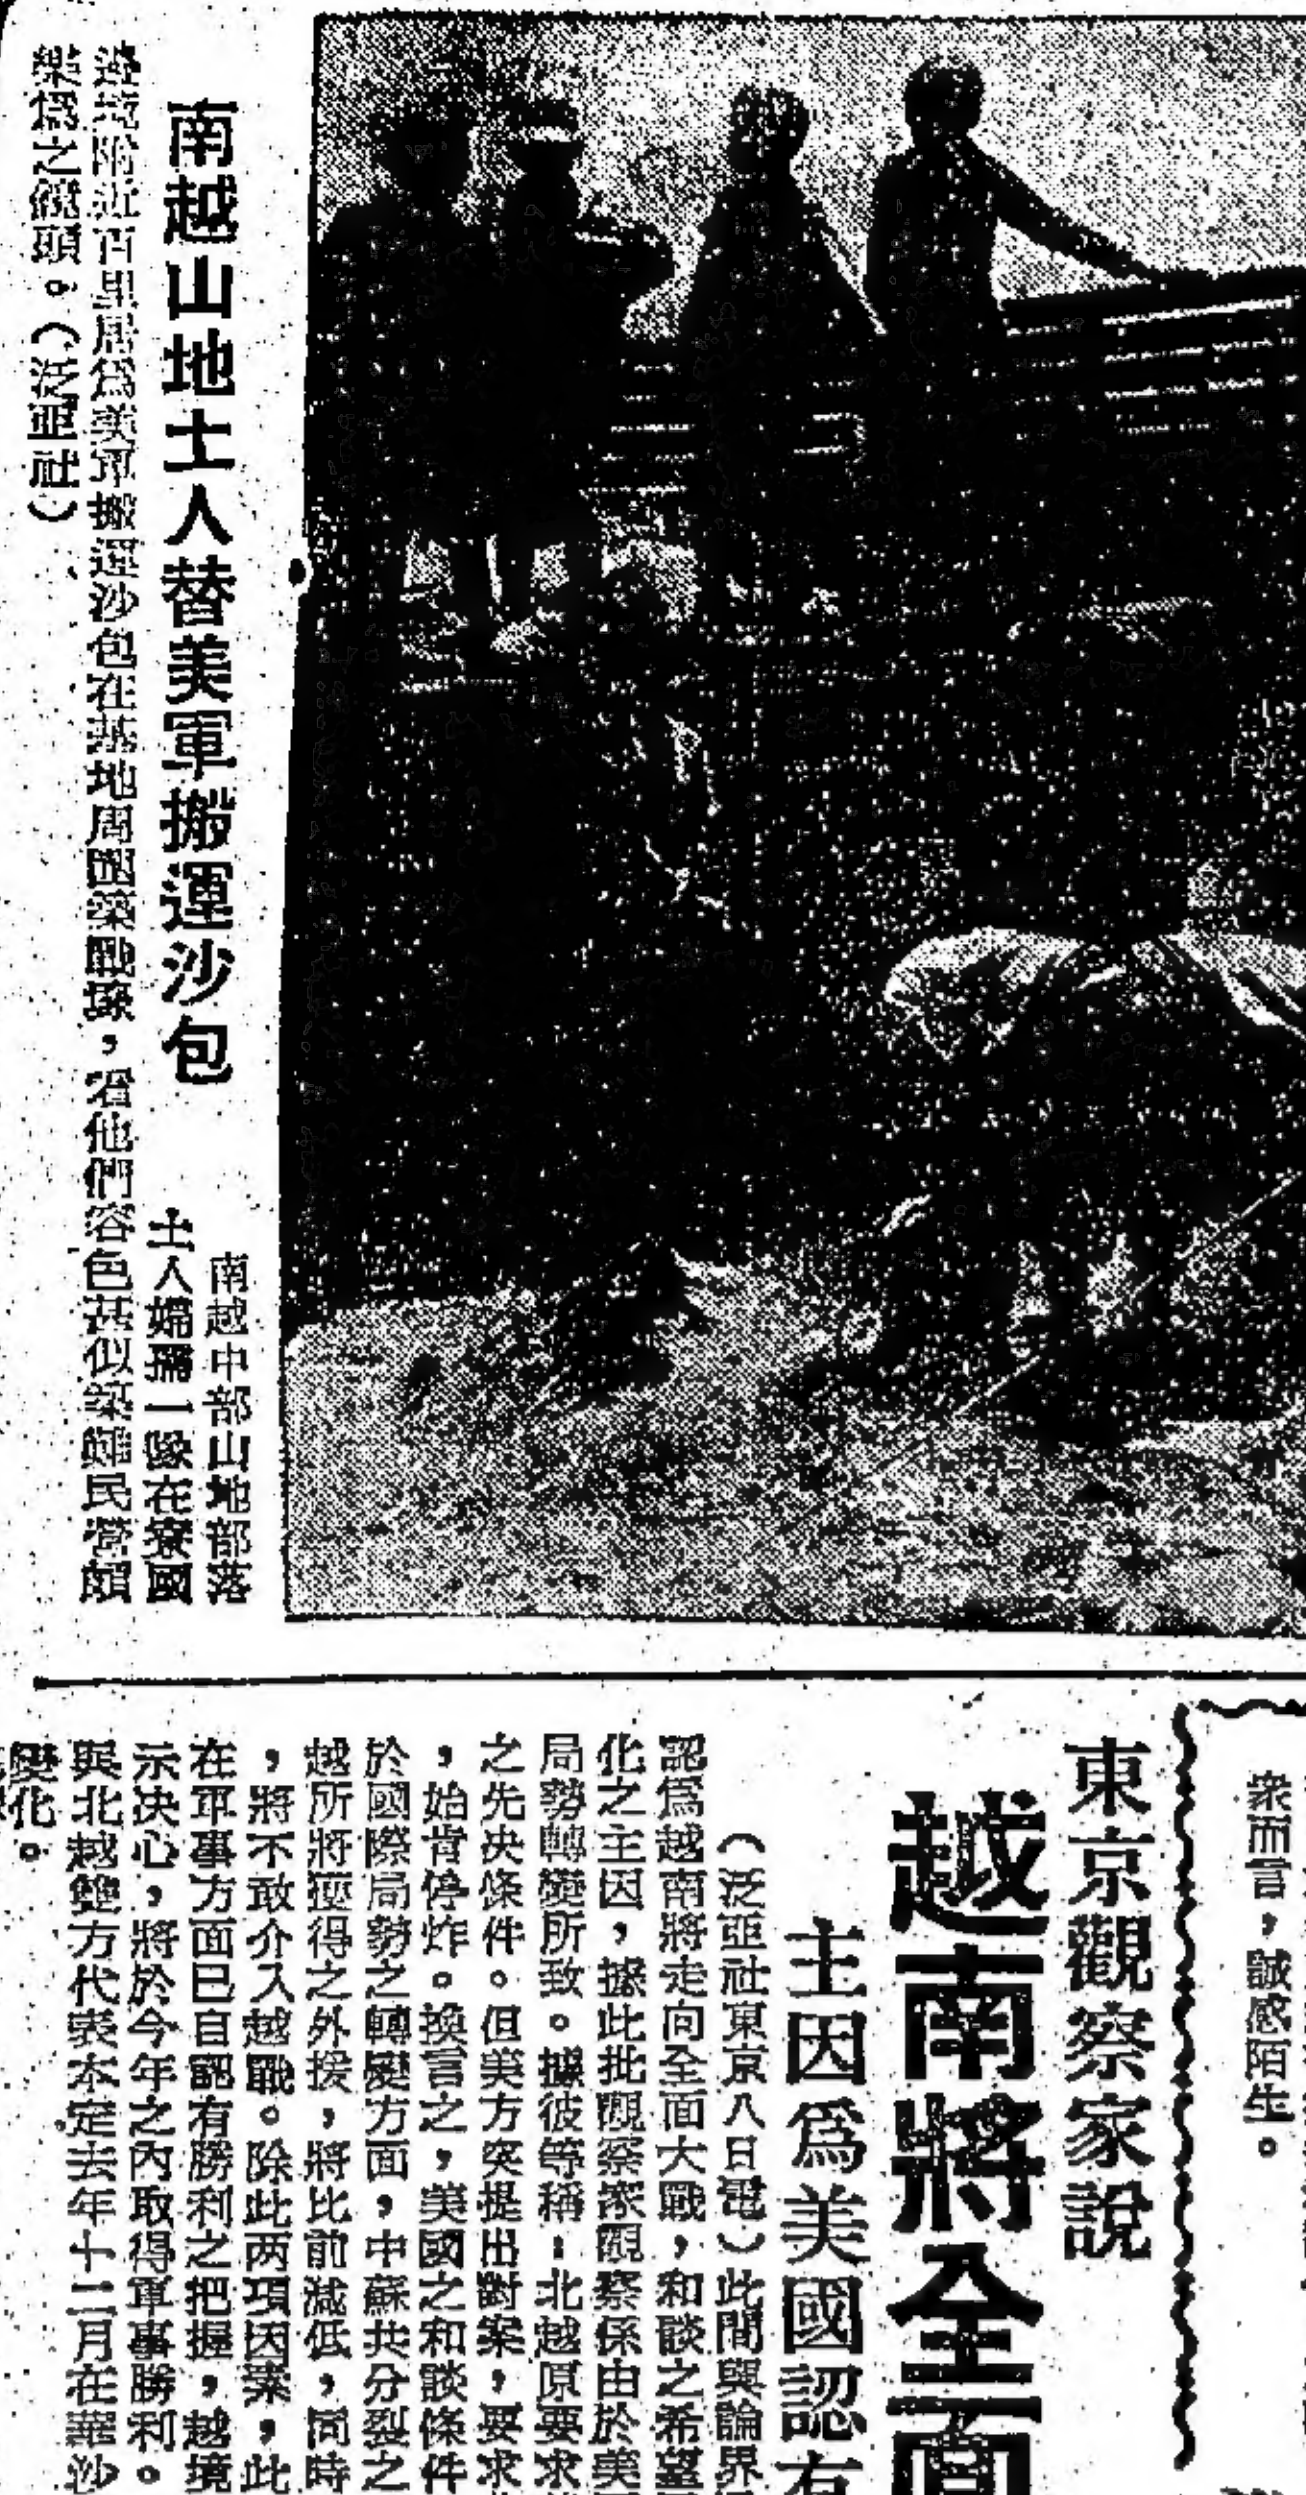 南越山地土人替美軍搬運沙包
南越中部山地部落
土人婦孺一隊在寮國
邊境附近百里居為美軍搬運沙包在基地周圍築戰壕，看他們容色甚似築難民營頗
樂為之鏡頭。（泛亞社）
眾而言，誠感陌生。
東京觀察家說
越南將全面
主因為美國認有
（泛亞社東京八日電）此間輿論界
認為越南將走向全面大戰，和談之希望
化之主因，據此批觀察家觀察係由於美
局勢轉變所致。據彼等稱：北越原要求
之先決條件。但美方突提出對案，要求
，始肯停炸。換言之，美國之和談條件
於國際局勢之轉變方面，中蘇共分裂之
越所將獲得之外援，將比前減低，同時
，將不敢介入越戰。除此两項因素，此
在軍事方面已自認有勝利之把握，越境
示決心，將於今年之內取得軍事勝利。
與北越雙方代表本定去年十二月在華沙
變化。